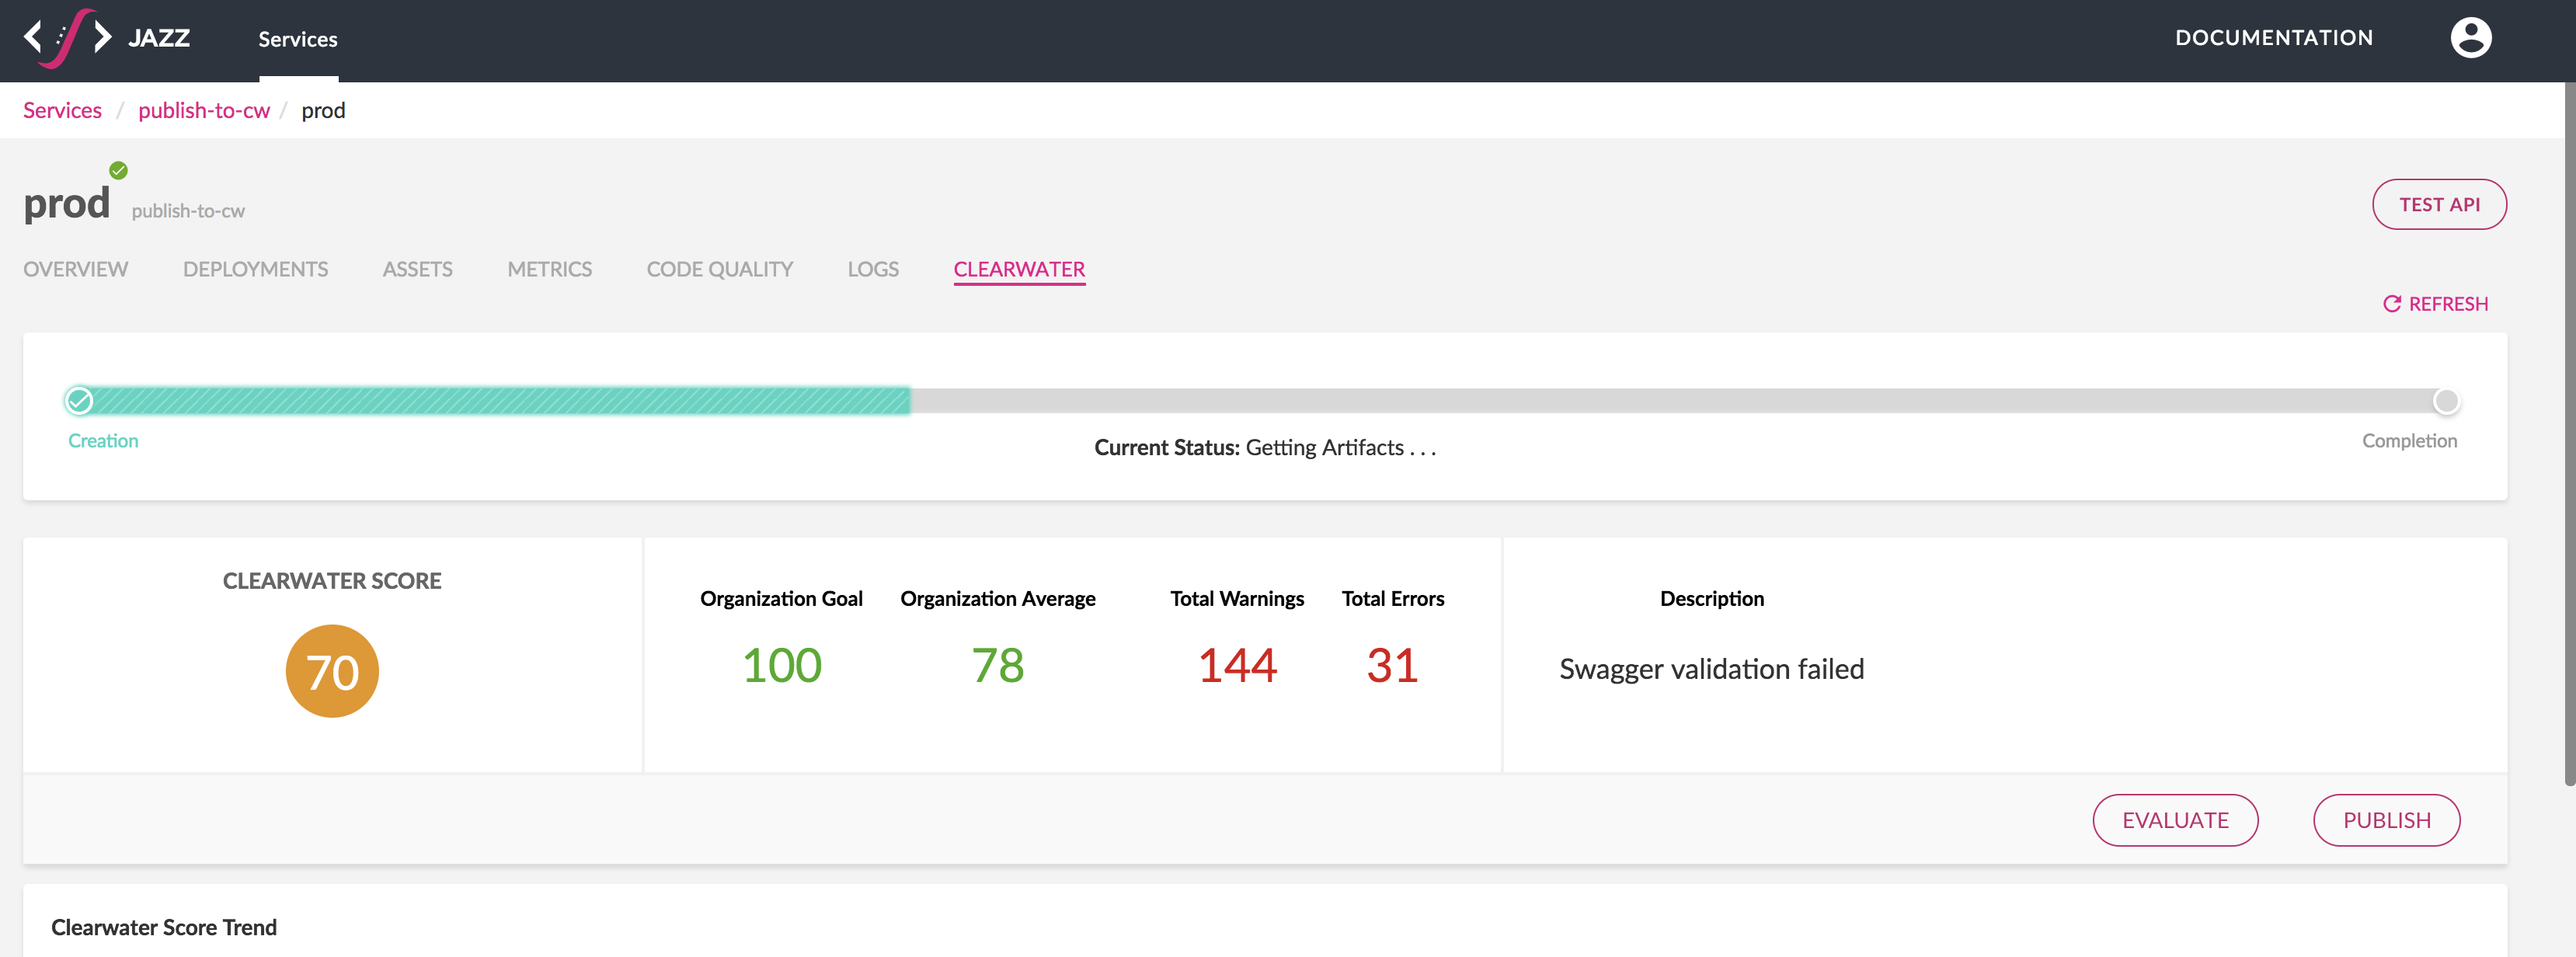 JAZZ Services DOCUMENTATION
Services / publish-to-cw / prod
prod publish-to-cw
TEST API
OVERVIEW DEPLOYMENTS ASSETS METRICS CODE QUALITY LOGS CLEARWATER
REFRESH
Creation Completion
Current Status: Getting Artifacts . . .
CLEARWATER SCORE
70
Organization Goal Organization Average Total Warnings Total Errors
100 78 144 31
Description
Swagger validation failed
EVALUATE PUBLISH
Clearwater Score Trend